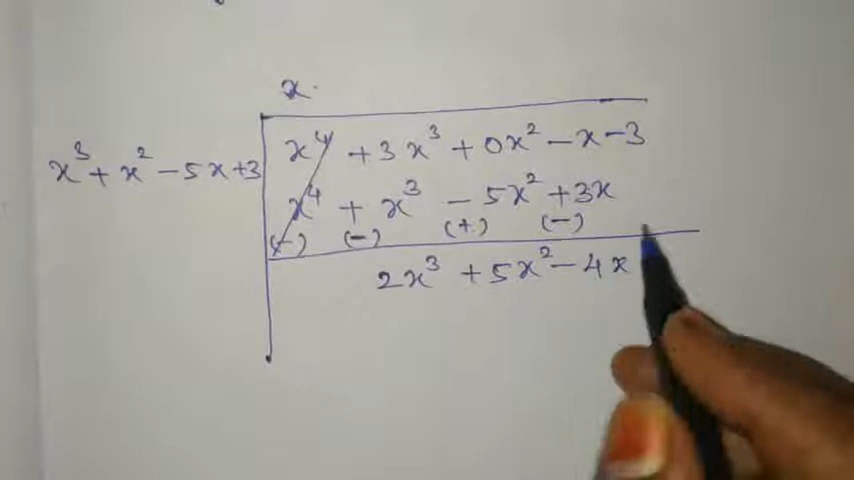 x.
x³ + x² - 5x + 3
x⁴ + 3x³ + 0x² - x - 3
x⁴ + x³ - 5x² + 3x
(-) (-) (+) (-)
2x³ + 5x² - 4x